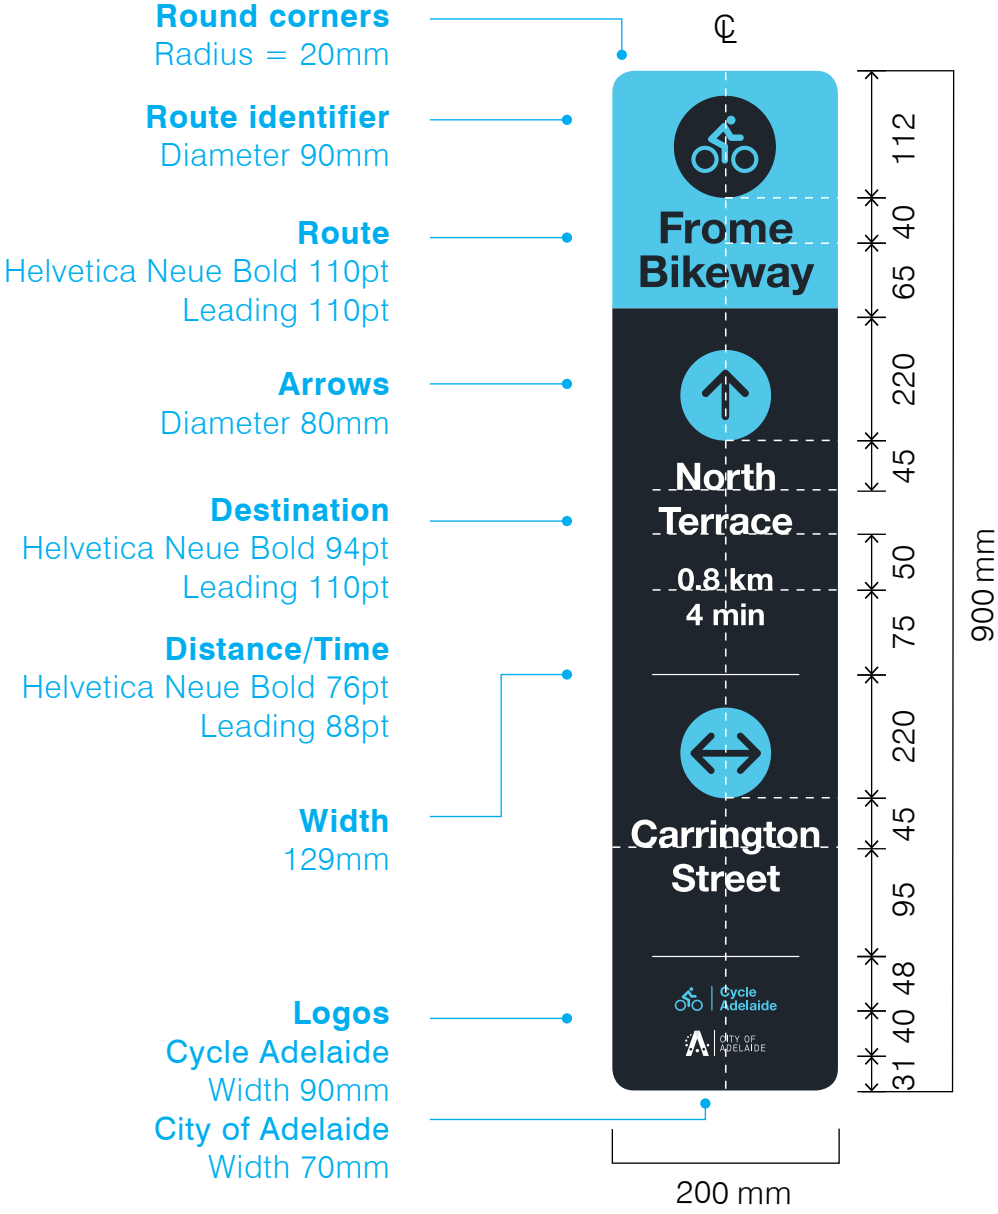 Round corners
Radius = 20mm
Route identifier
Diameter 90mm
Route
Helvetica Neue Bold 110pt
Leading 110pt
Arrows
Diameter 80mm
Destination
Helvetica Neue Bold 94pt
Leading 110pt
Distance/Time
Helvetica Neue Bold 76pt
Leading 88pt
Width
129mm
Logos
Cycle Adelaide
Width 90mm
City of Adelaide
Width 70mm
℄
Frome
Bikeway
North
Terrace
0.8 km
4 min
Carrington
Street
Cycle
Adelaide
CITY OF
ADELAIDE
112
40
65
220
45
50
75
220
45
95
48
40
31
900 mm
200 mm